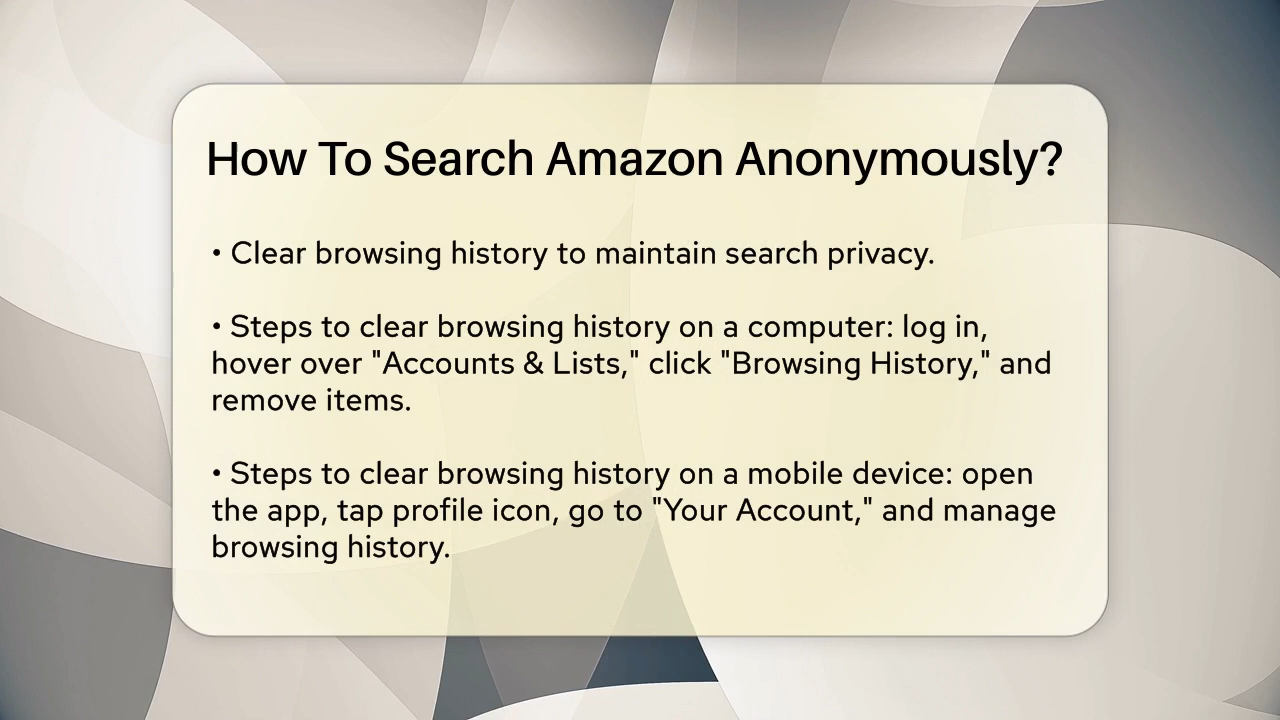 How To Search Amazon Anonymously?
• Clear browsing history to maintain search privacy.
• Steps to clear browsing history on a computer: log in,
hover over "Accounts & Lists," click "Browsing History," and
remove items.
• Steps to clear browsing history on a mobile device: open
the app, tap profile icon, go to "Your Account," and manage
browsing history.